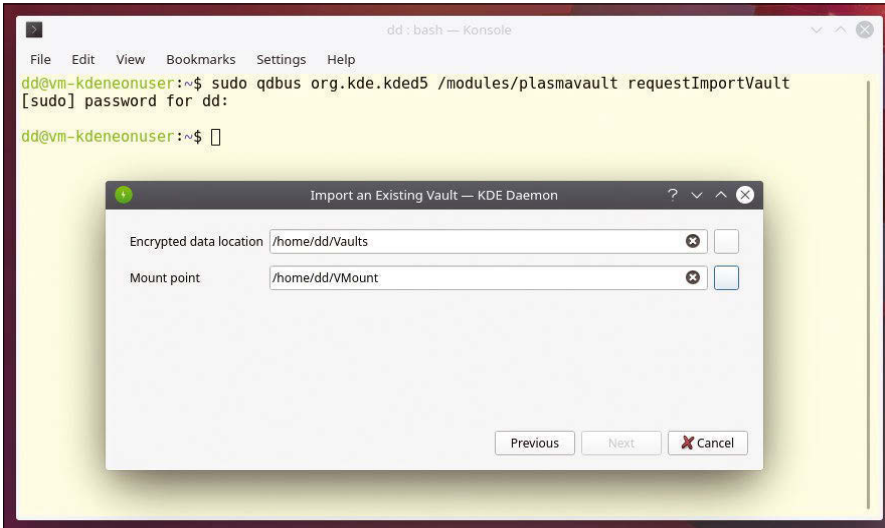 dd : bash — Konsole
File Edit View Bookmarks Settings Help
dd@vm-kdeneonuser:~$ sudo qdbus org.kde.kded5 /modules/plasmavault requestImportVault
[sudo] password for dd:
dd@vm-kdeneonuser:~$
Import an Existing Vault — KDE Daemon
Encrypted data location /home/dd/Vaults
Mount point /home/dd/VMount
Previous Next Cancel